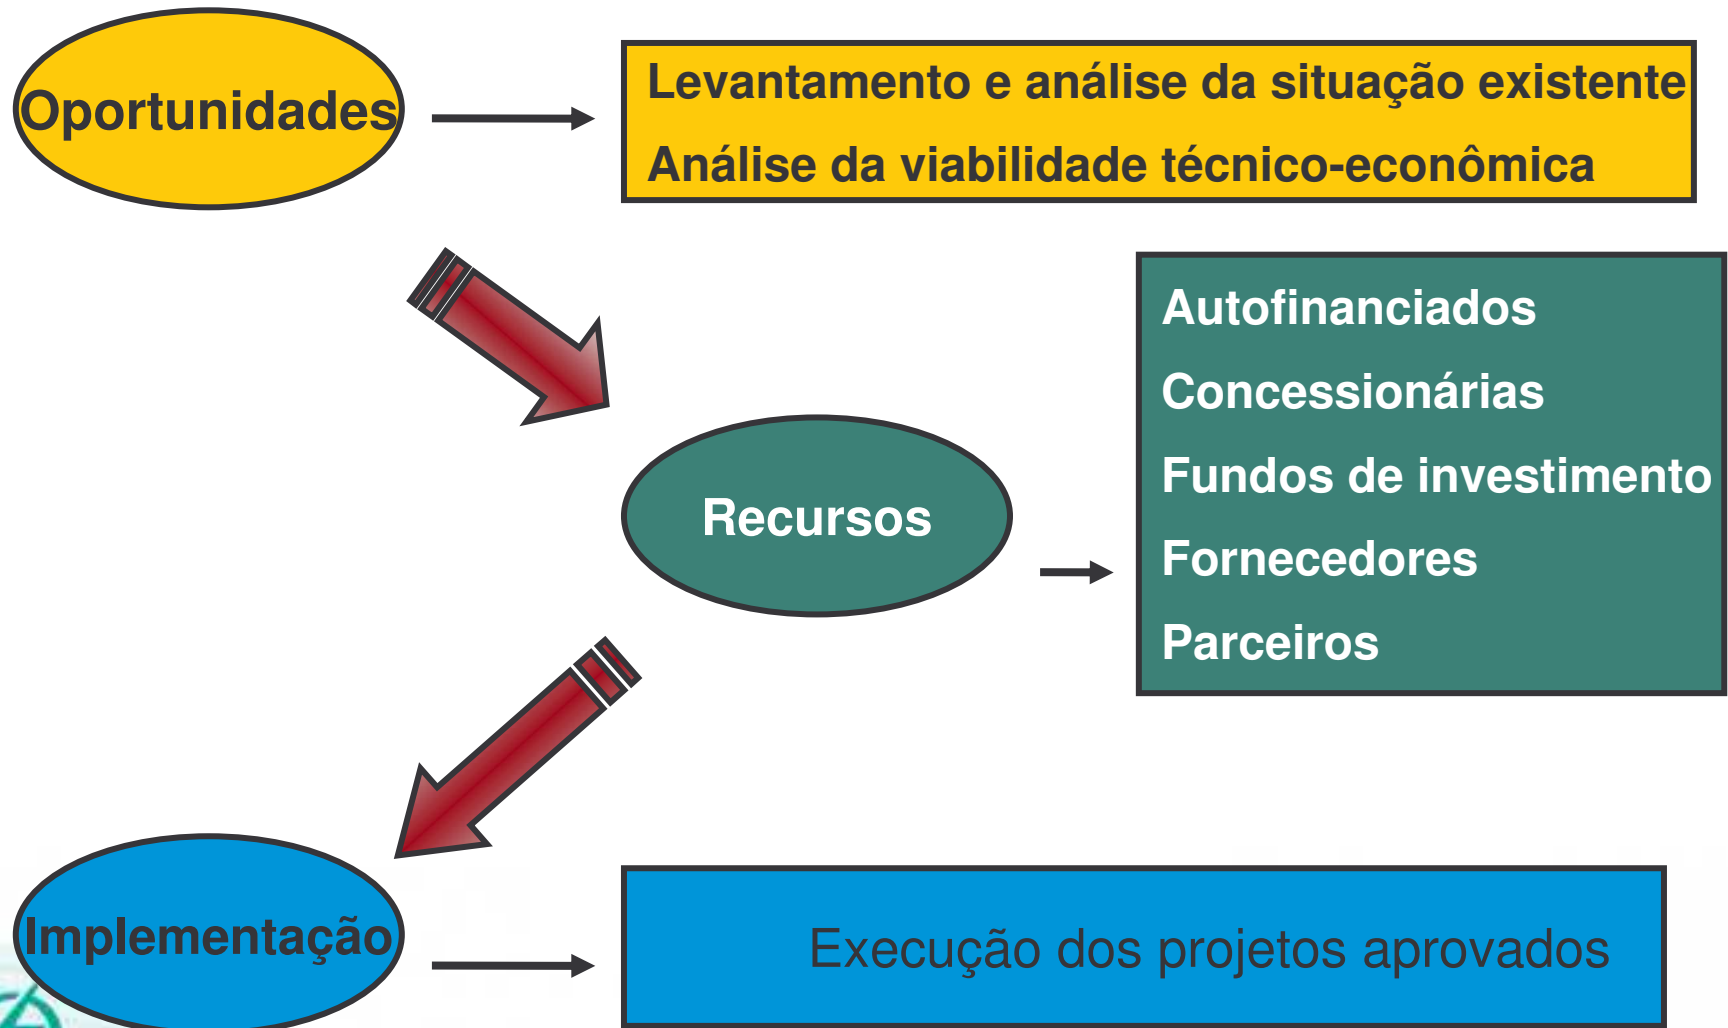 Oportunidades
Levantamento e análise da situação existente
Análise da viabilidade técnico-econômica
Recursos
Autofinanciados
Concessionárias
Fundos de investimento
Fornecedores
Parceiros
Implementação
Execução dos projetos aprovados